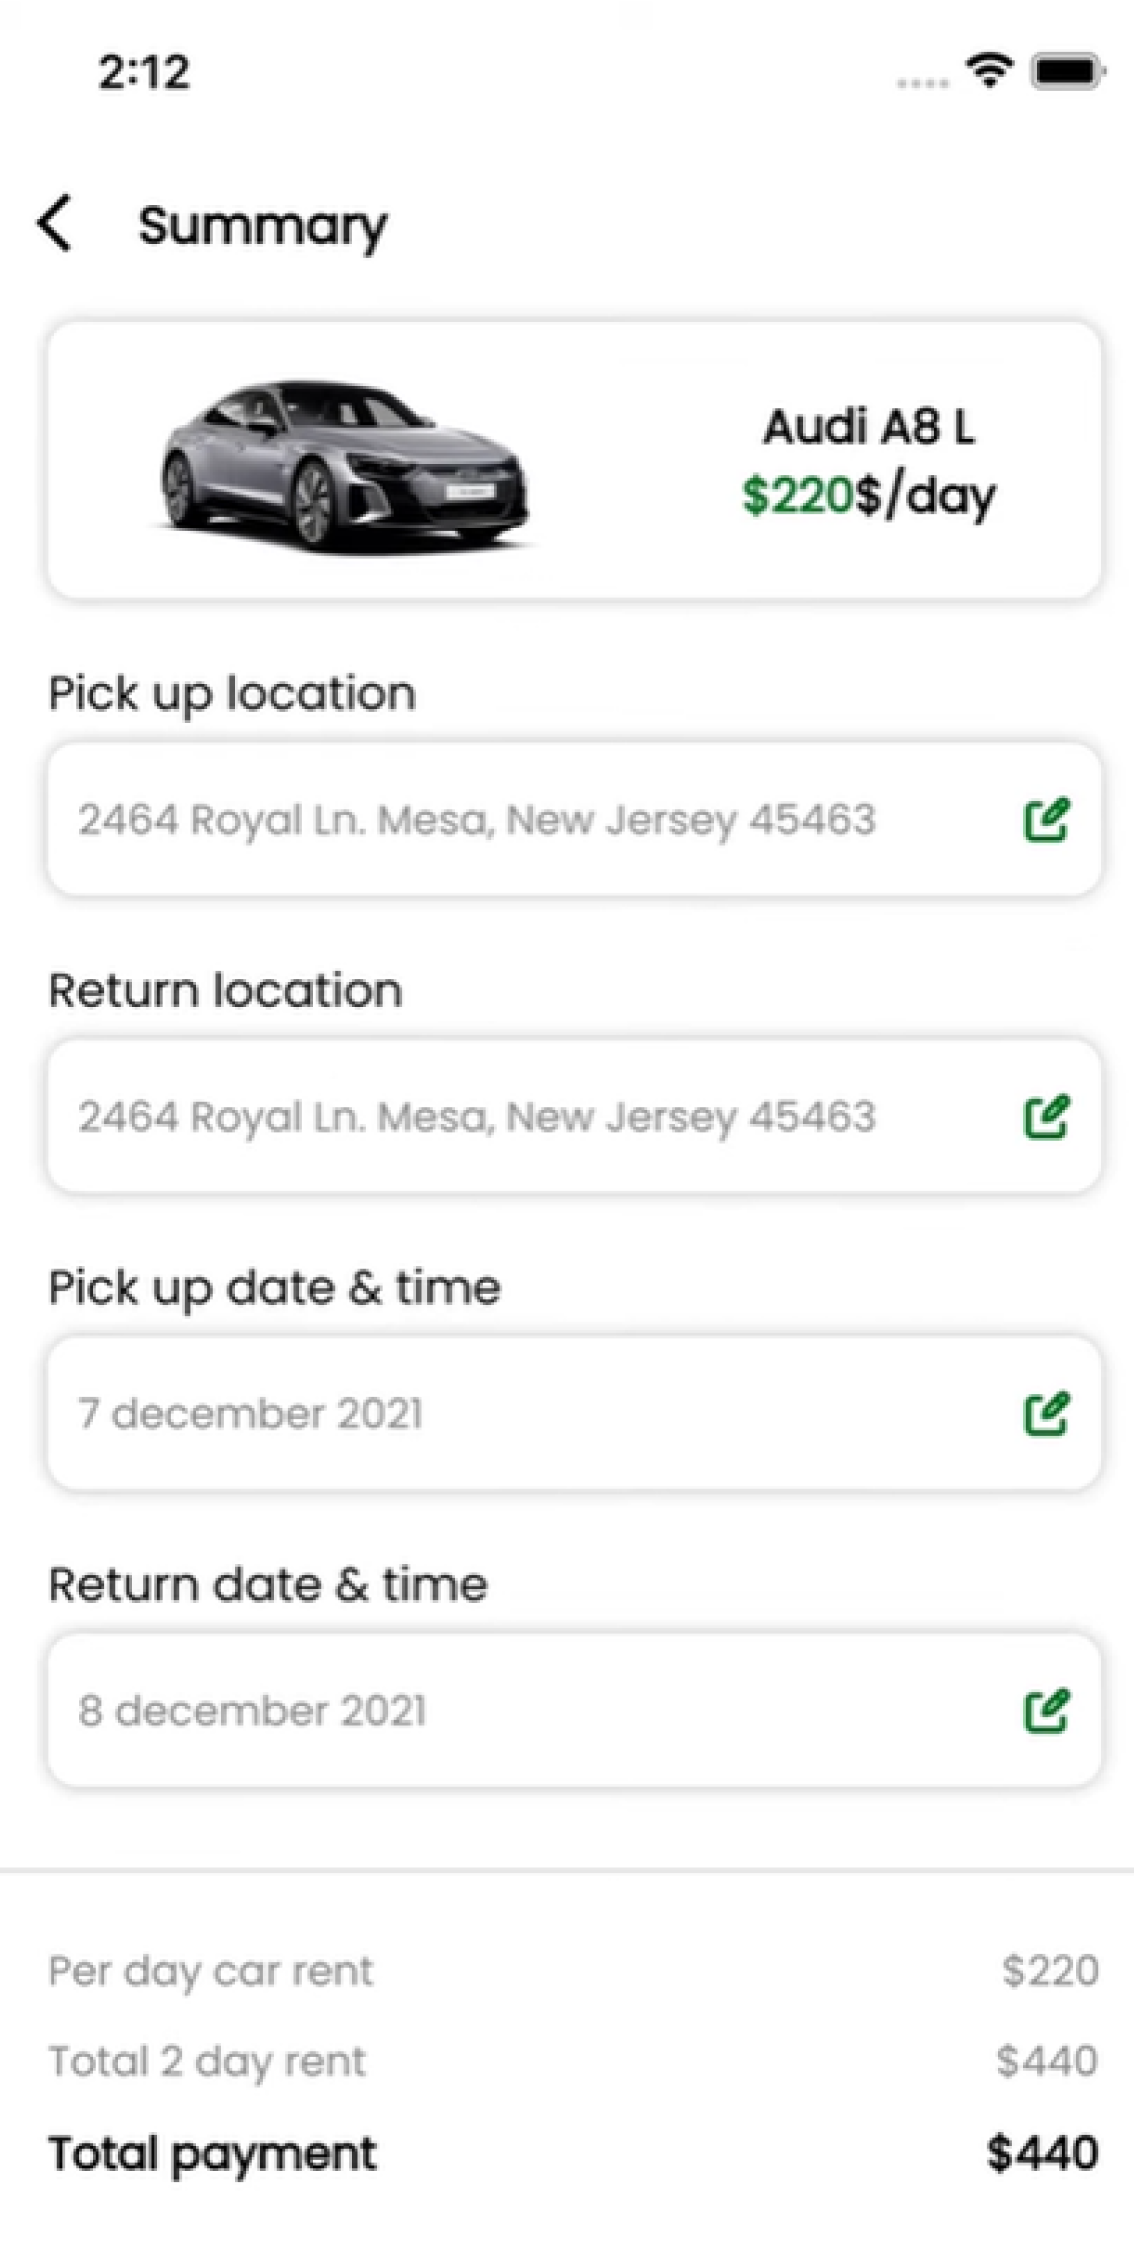 2:12
Summary
Audi A8 L
$220$/day
Pick up location
2464 Royal Ln. Mesa, New Jersey 45463
Return location
2464 Royal Ln. Mesa, New Jersey 45463
Pick up date & time
7 december 2021
Return date & time
8 december 2021
Per day car rent $220
Total 2 day rent $440
Total payment $440